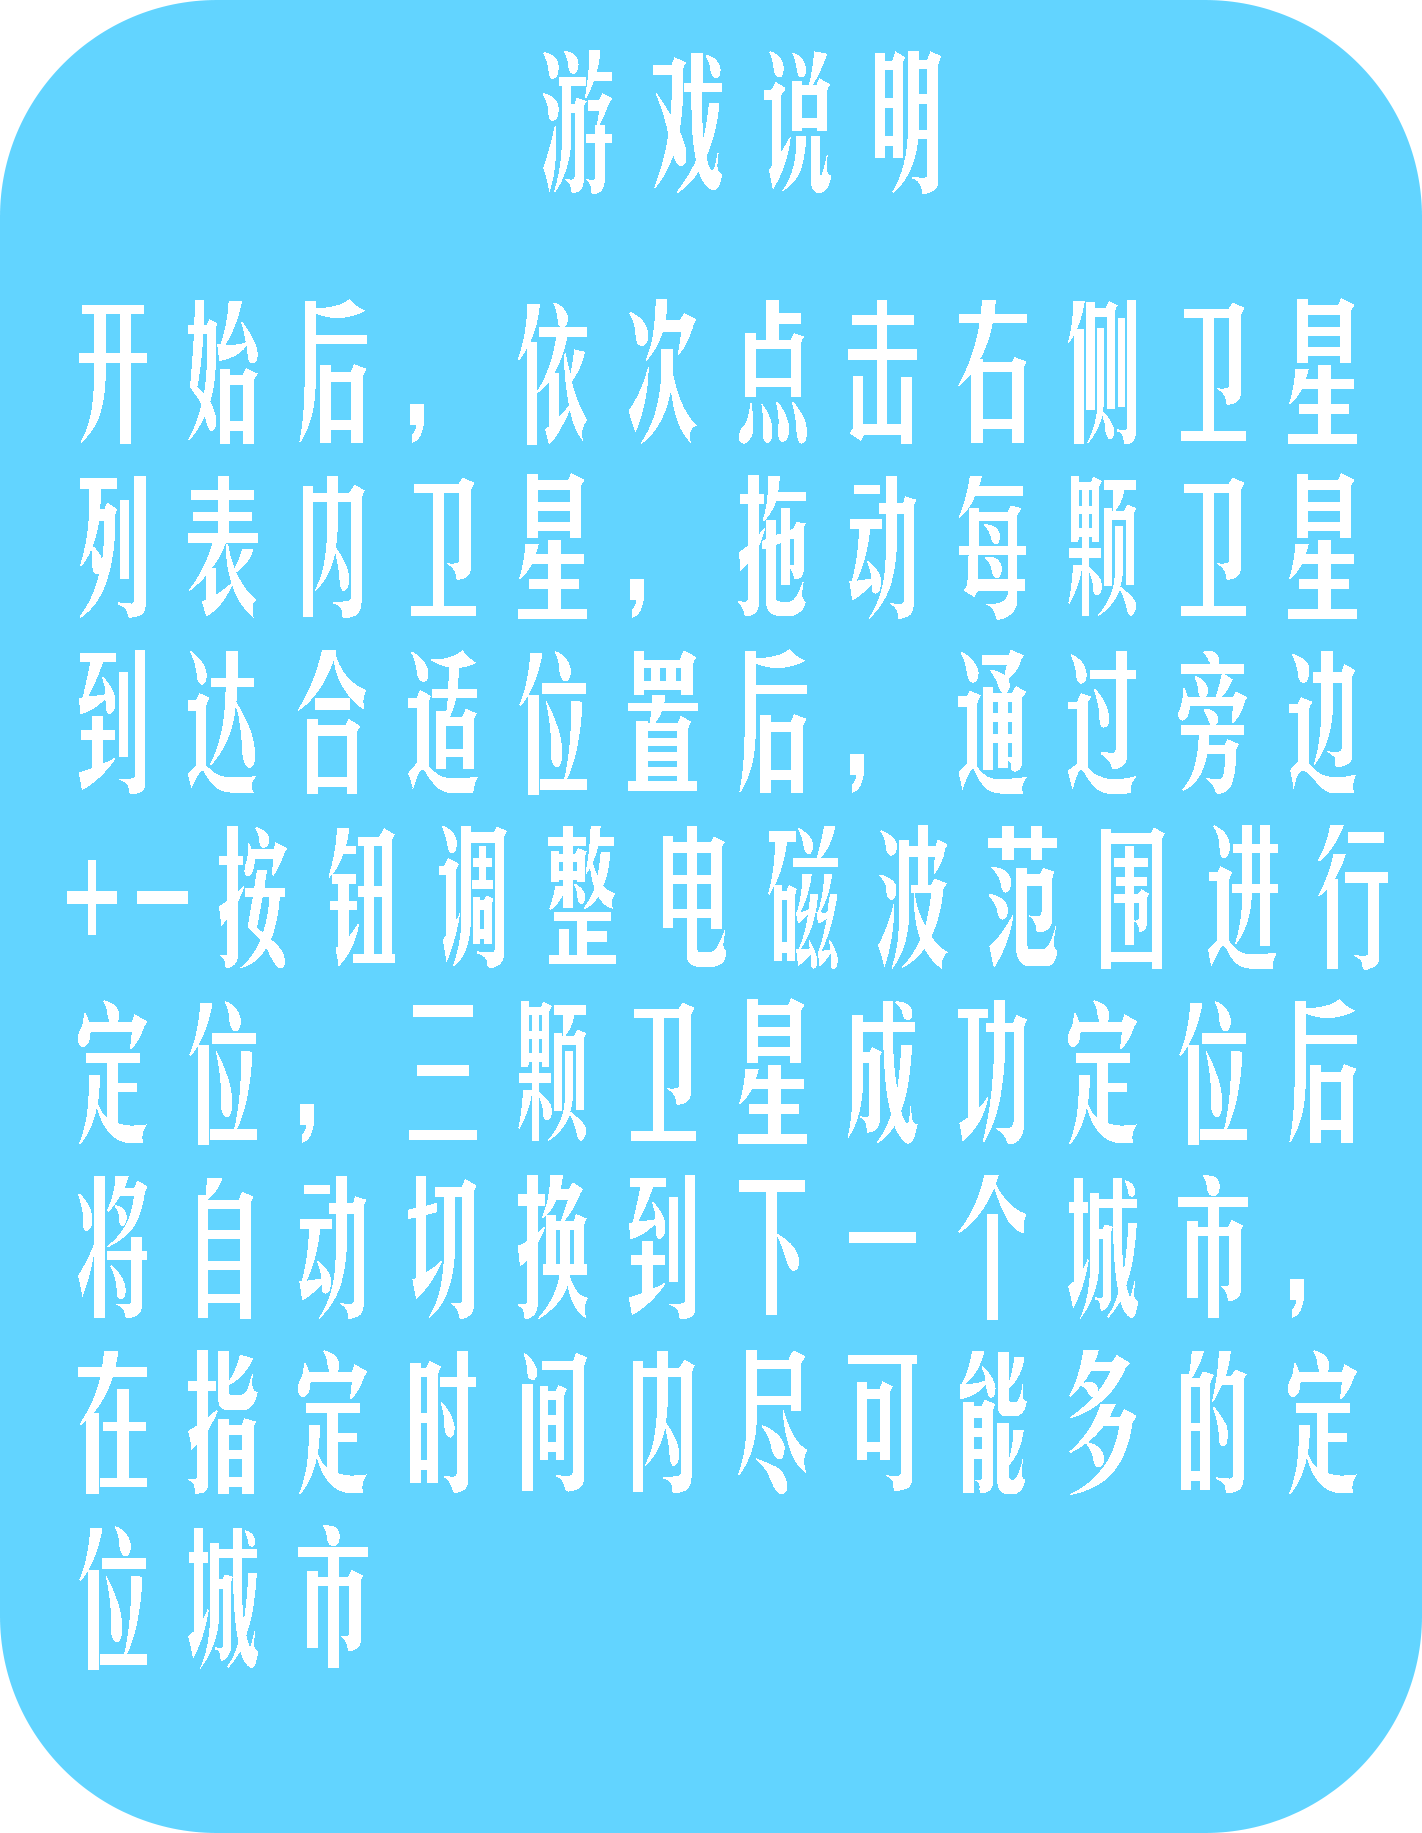 游戏说明
开始后，依次点击右侧卫星
列表内卫星，拖动每颗卫星
到达合适位置后，通过旁边
+-按钮调整电磁波范围进行
定位，三颗卫星成功定位后
将自动切换到下一个城市，
在指定时间内尽可能多的定
位城市